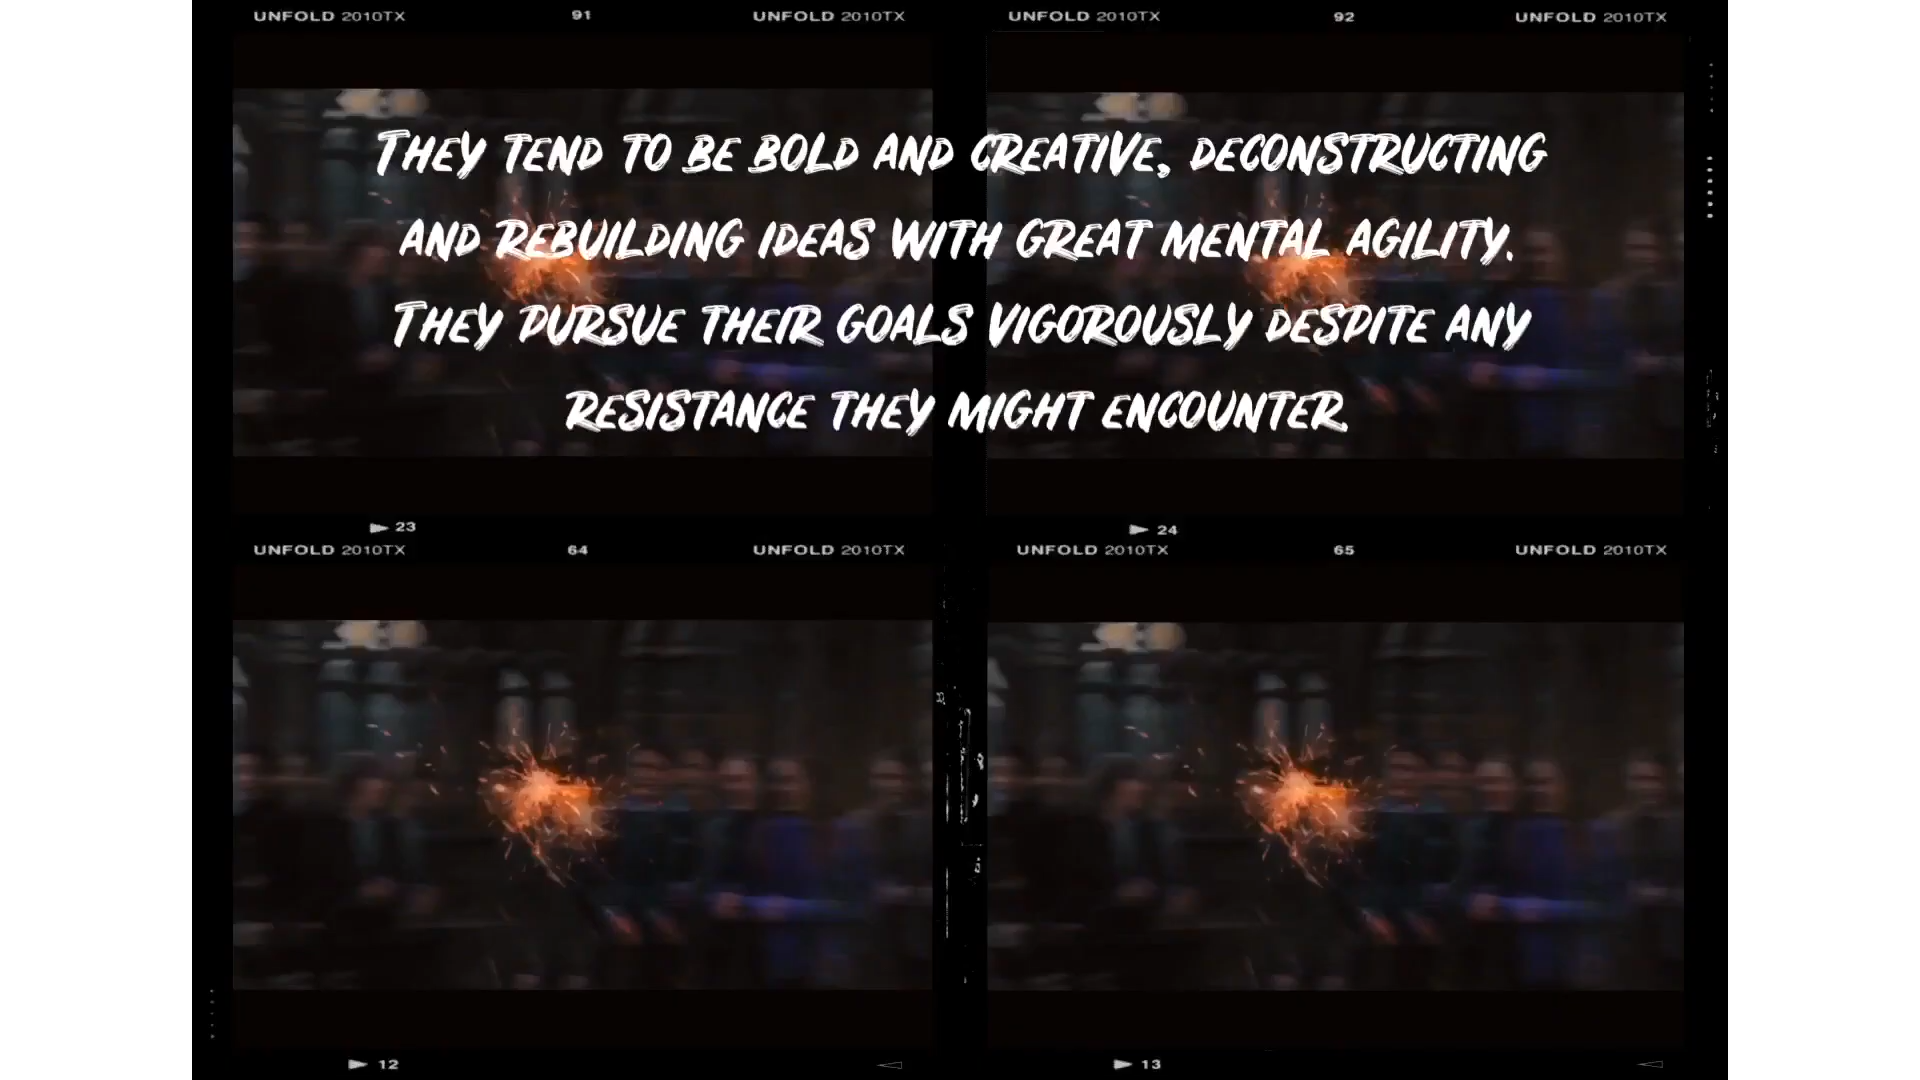 UNFOLD 2010TX 91 UNFOLD 2010TX UNFOLD 2010TX 92 UNFOLD 2010TX
THEY TEND TO BE BOLD AND CREATIVE, DECONSTRUCTING
AND REBUILDING IDEAS WITH GREAT MENTAL AGILITY.
THEY PURSUE THEIR GOALS VIGOROUSLY DESPITE ANY
RESISTANCE THEY MIGHT ENCOUNTER.
23 24
UNFOLD 2010TX 64 UNFOLD 2010TX UNFOLD 2010TX 65 UNFOLD 2010TX
12 13